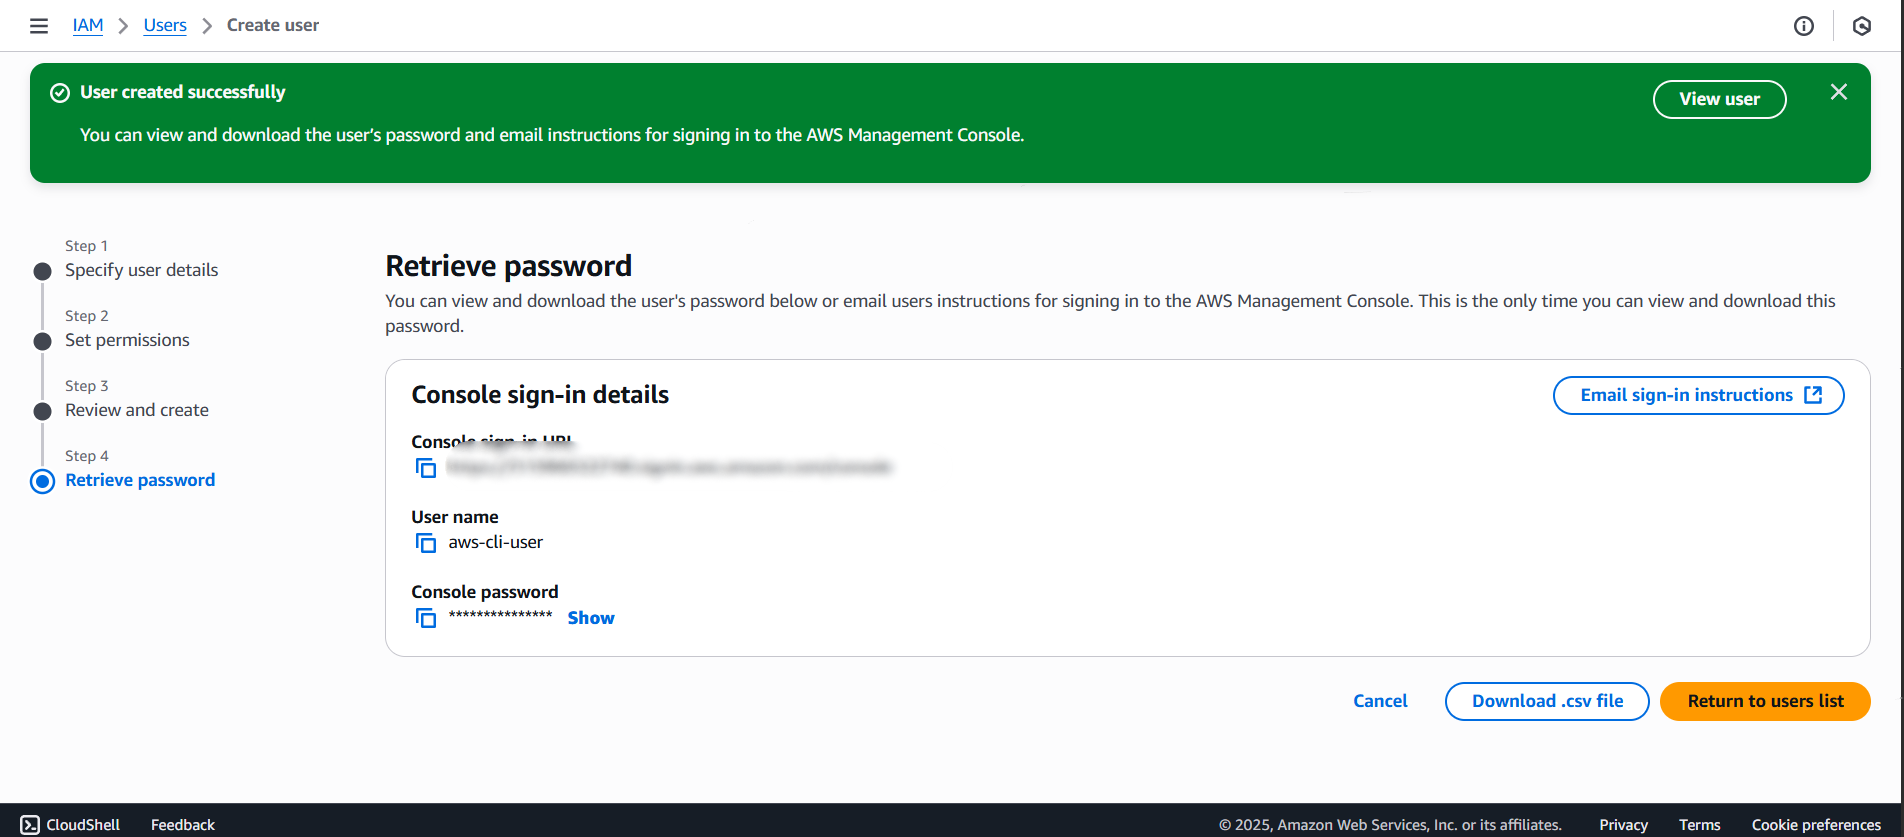 IAM > Users > Create user
User created successfully
View user
You can view and download the user's password and email instructions for signing in to the AWS Management Console.
Step 1
Specify user details
Step 2
Set permissions
Step 3
Review and create
Step 4
Retrieve password
Retrieve password
You can view and download the user's password below or email users instructions for signing in to the AWS Management Console. This is the only time you can view and download this
password.
Console sign-in details
Email sign-in instructions
Console sign-in URL
User name
aws-cli-user
Console password
*************** Show
Cancel
Download .csv file
Return to users list
CloudShell Feedback
© 2025, Amazon Web Services, Inc. or its affiliates. Privacy Terms Cookie preferences